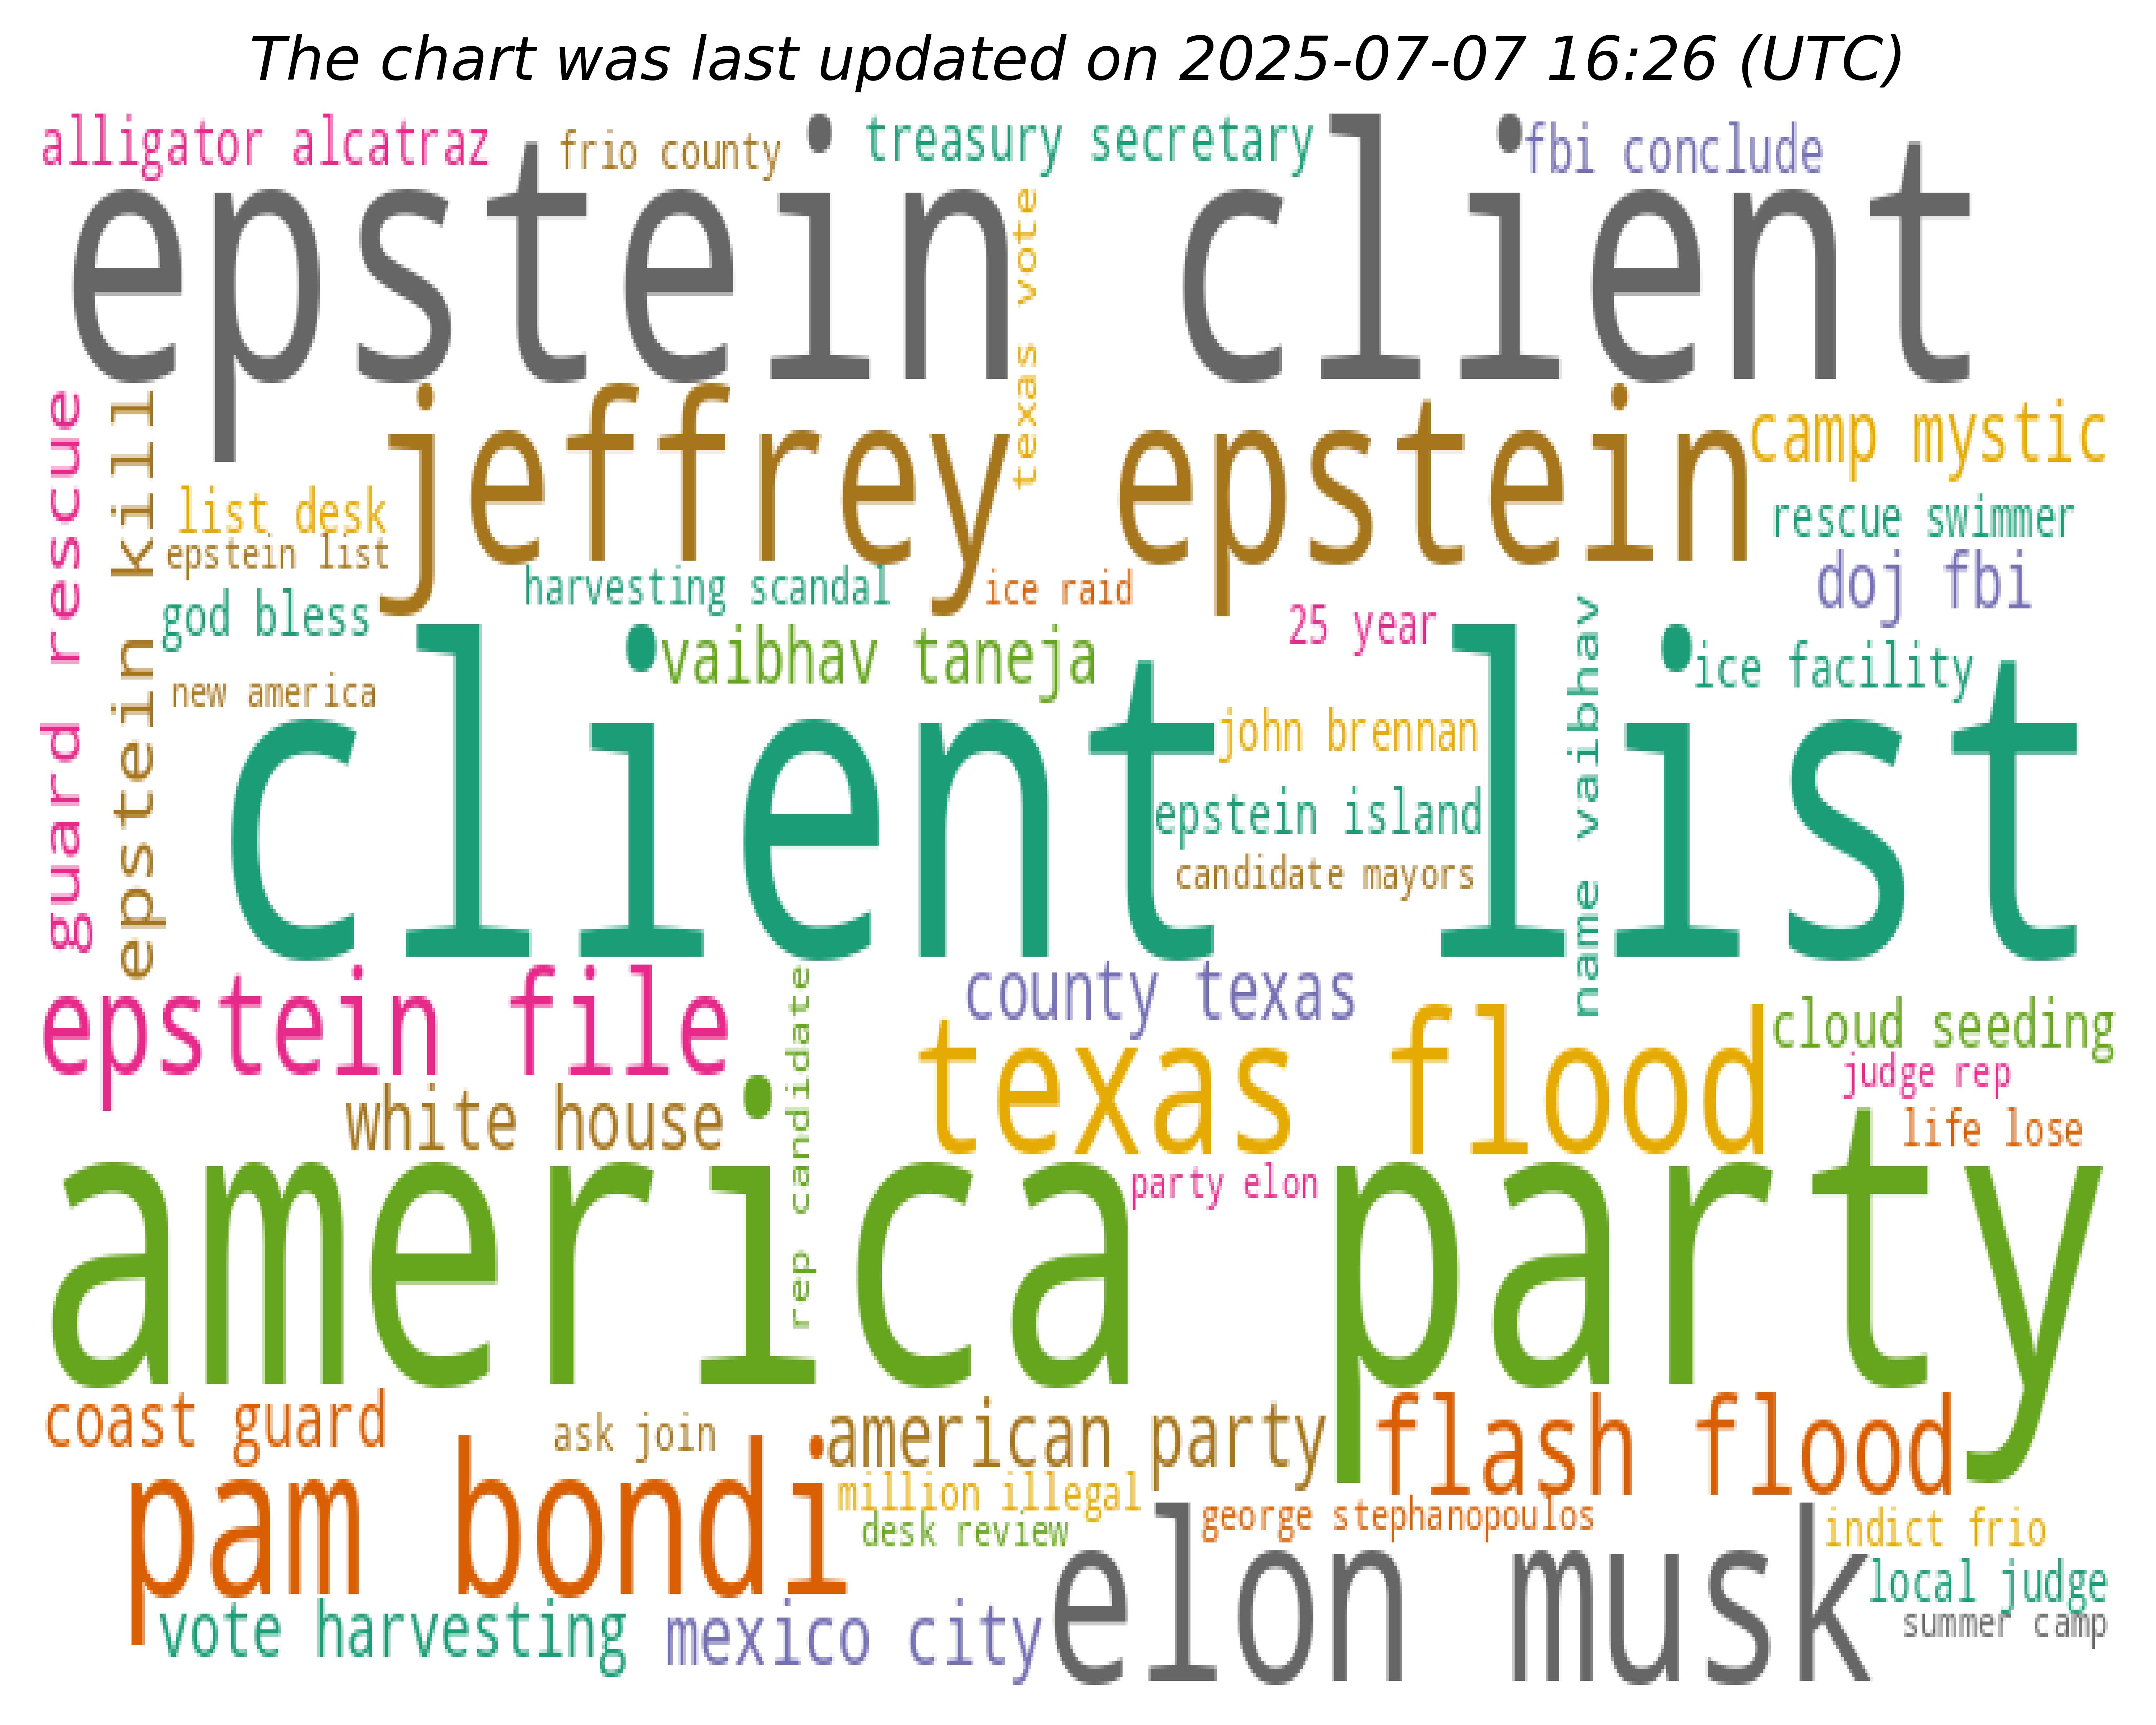 The chart was last updated on 2025-07-07 16:26 (UTC)
alligator alcatraz
frio county
treasury secretary
fbi conclude
epstein client
texas vote
guard rescue
epstein kill
jeffrey epstein
camp mystic
list desk
rescue swimmer
epstein list
doj fbi
harvesting scandal
ice raid
god bless
25 year
vaibhav taneja
ice facility
new america
john brennan
client list
name vaibhav
epstein island
candidate mayors
epstein file
county texas
rep candidate
texas flood
cloud seeding
judge rep
white house
life lose
party elon
america party
coast guard
ask join
american party
flash flood
pam bondi
million illegal
george stephanopoulos
desk review
indict frio
elon musk
local judge
vote harvesting
mexico city
summer camp